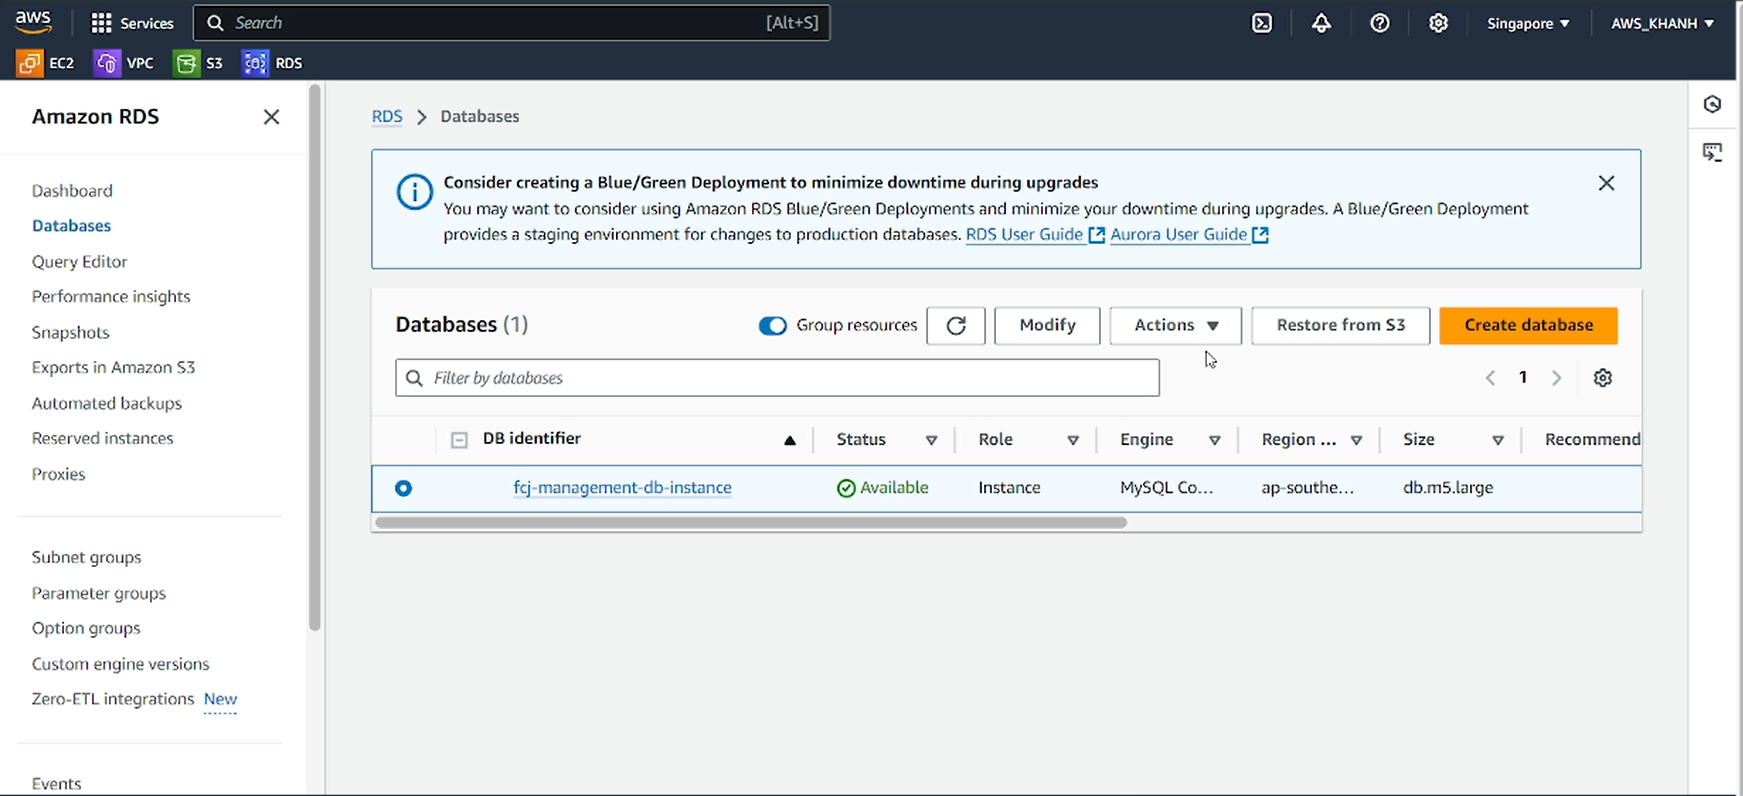 aws Services Search [Alt+S] Singapore AWS_KHANH
EC2 VPC S3 RDS
Amazon RDS
Dashboard
Databases
Query Editor
Performance insights
Snapshots
Exports in Amazon S3
Automated backups
Reserved instances
Proxies
Subnet groups
Parameter groups
Option groups
Custom engine versions
Zero-ETL integrations New
Events
RDS > Databases
Consider creating a Blue/Green Deployment to minimize downtime during upgrades
You may want to consider using Amazon RDS Blue/Green Deployments and minimize your downtime during upgrades. A Blue/Green Deployment
provides a staging environment for changes to production databases. RDS User Guide Aurora User Guide
Databases (1) Group resources Modify Actions Restore from S3 Create database
Filter by databases 1
DB identifier Status Role Engine Region ... Size Recommend
fcj-management-db-instance Available Instance MySQL Co... ap-southe... db.m5.large